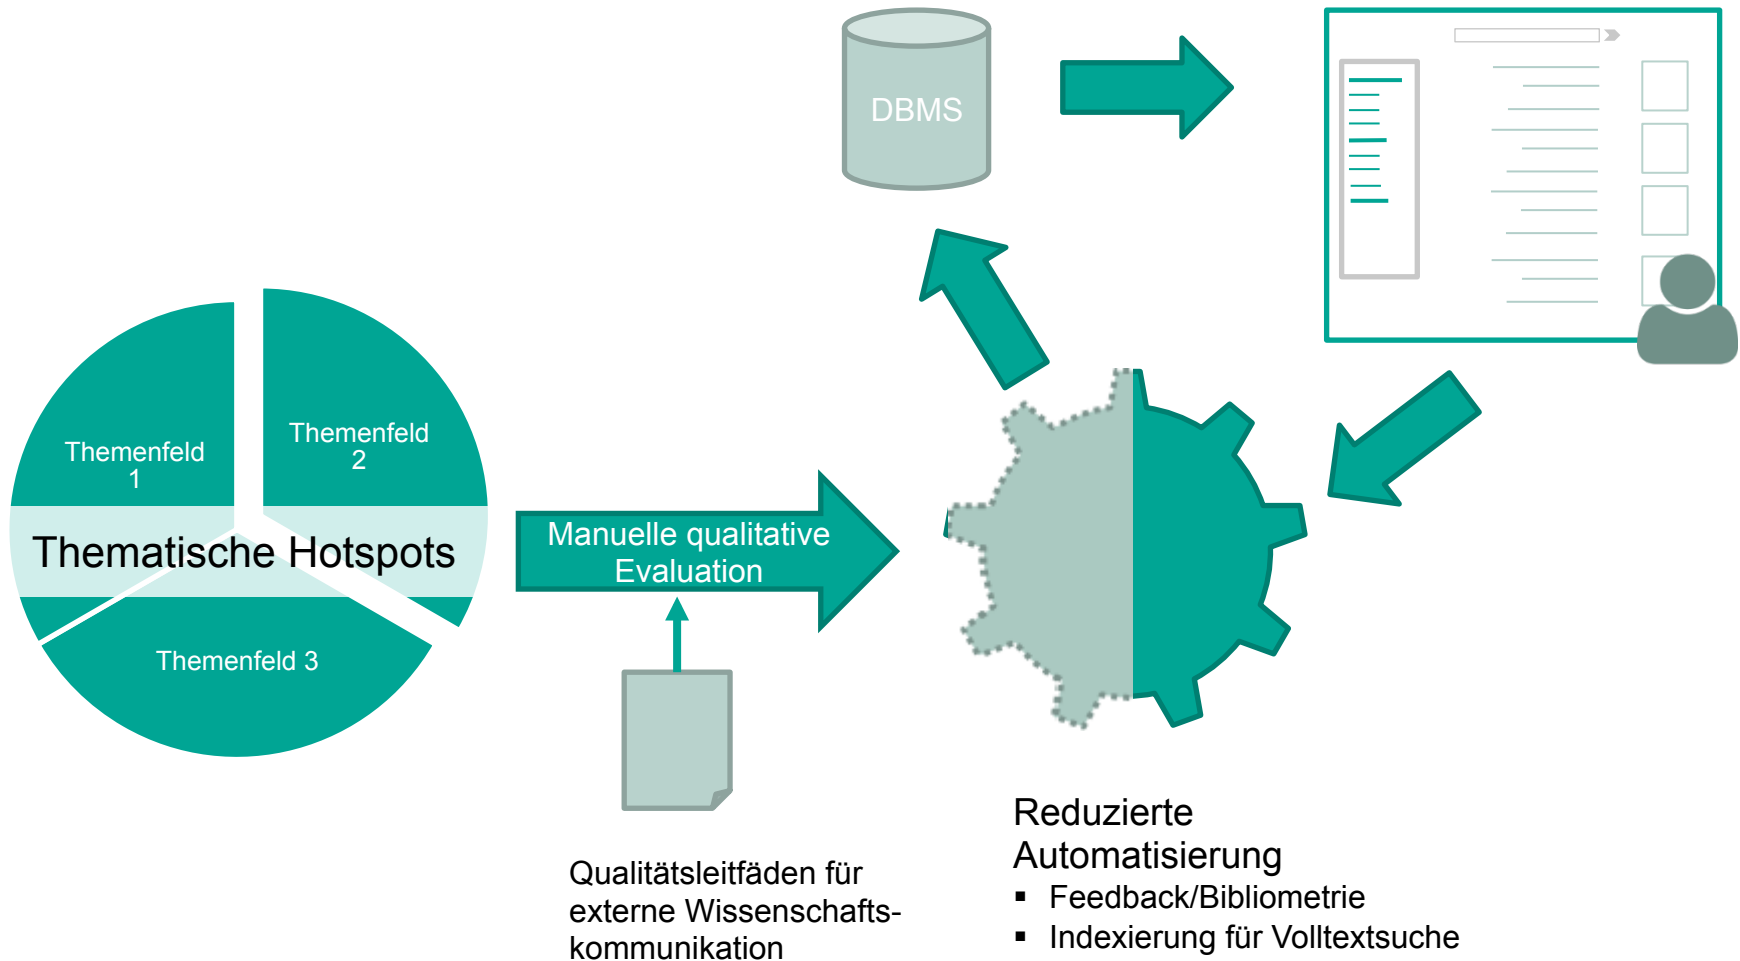 DBMS
Themenfeld
1
Themenfeld
2
Thematische Hotspots
Themenfeld 3
Manuelle qualitative
Evaluation
Qualitätsleitfäden für
externe Wissenschafts-
kommunikation
Reduzierte
Automatisierung
▪ Feedback/Bibliometrie
▪ Indexierung für Volltextsuche